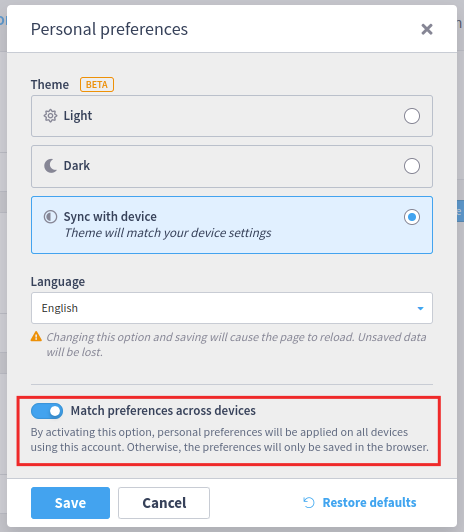 Personal preferences
Theme BETA
Light
Dark
Sync with device
Theme will match your device settings
Language
English
Changing this option and saving will cause the page to reload. Unsaved data
will be lost.
Match preferences across devices
By activating this option, personal preferences will be applied on all devices
using this account. Otherwise, the preferences will only be saved in the browser.
Save Cancel Restore defaults